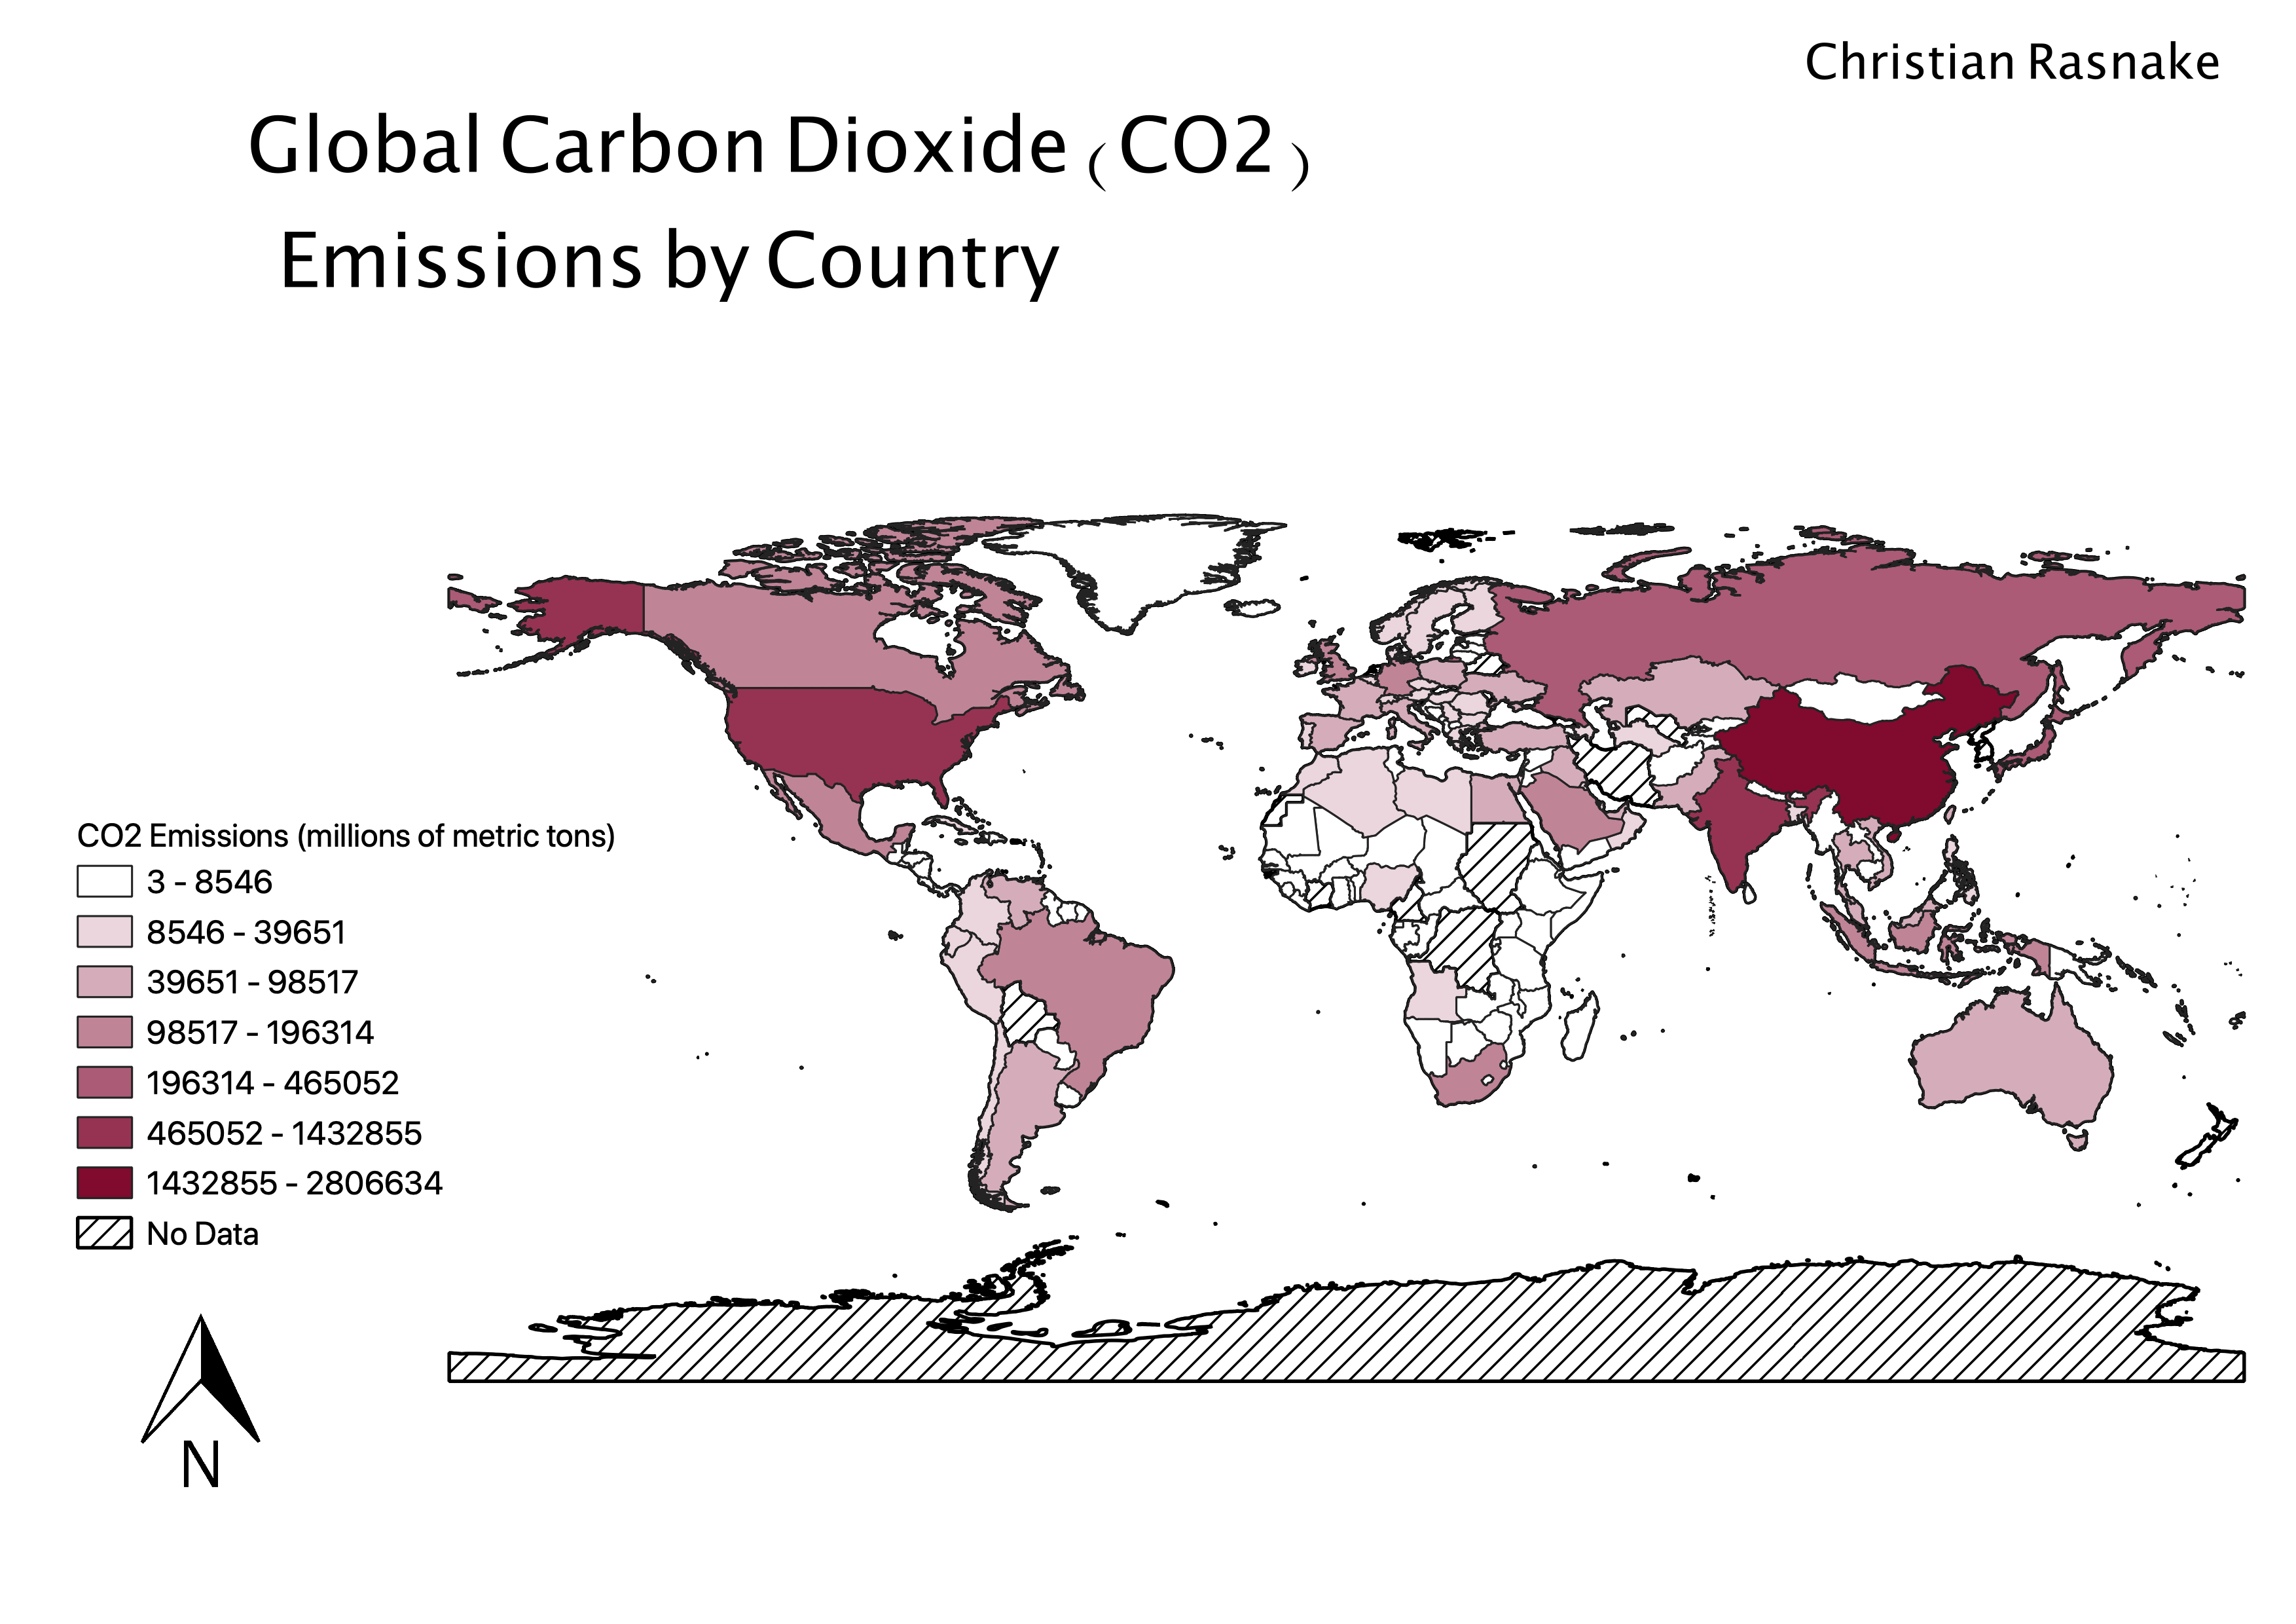 Christian Rasnake
Global Carbon Dioxide (CO2)
Emissions by Country
CO2 Emissions (millions of metric tons)
3 - 8546
8546 - 39651
39651 - 98517
98517 - 196314
196314 - 465052
465052 - 1432855
1432855 - 2806634
No Data
N